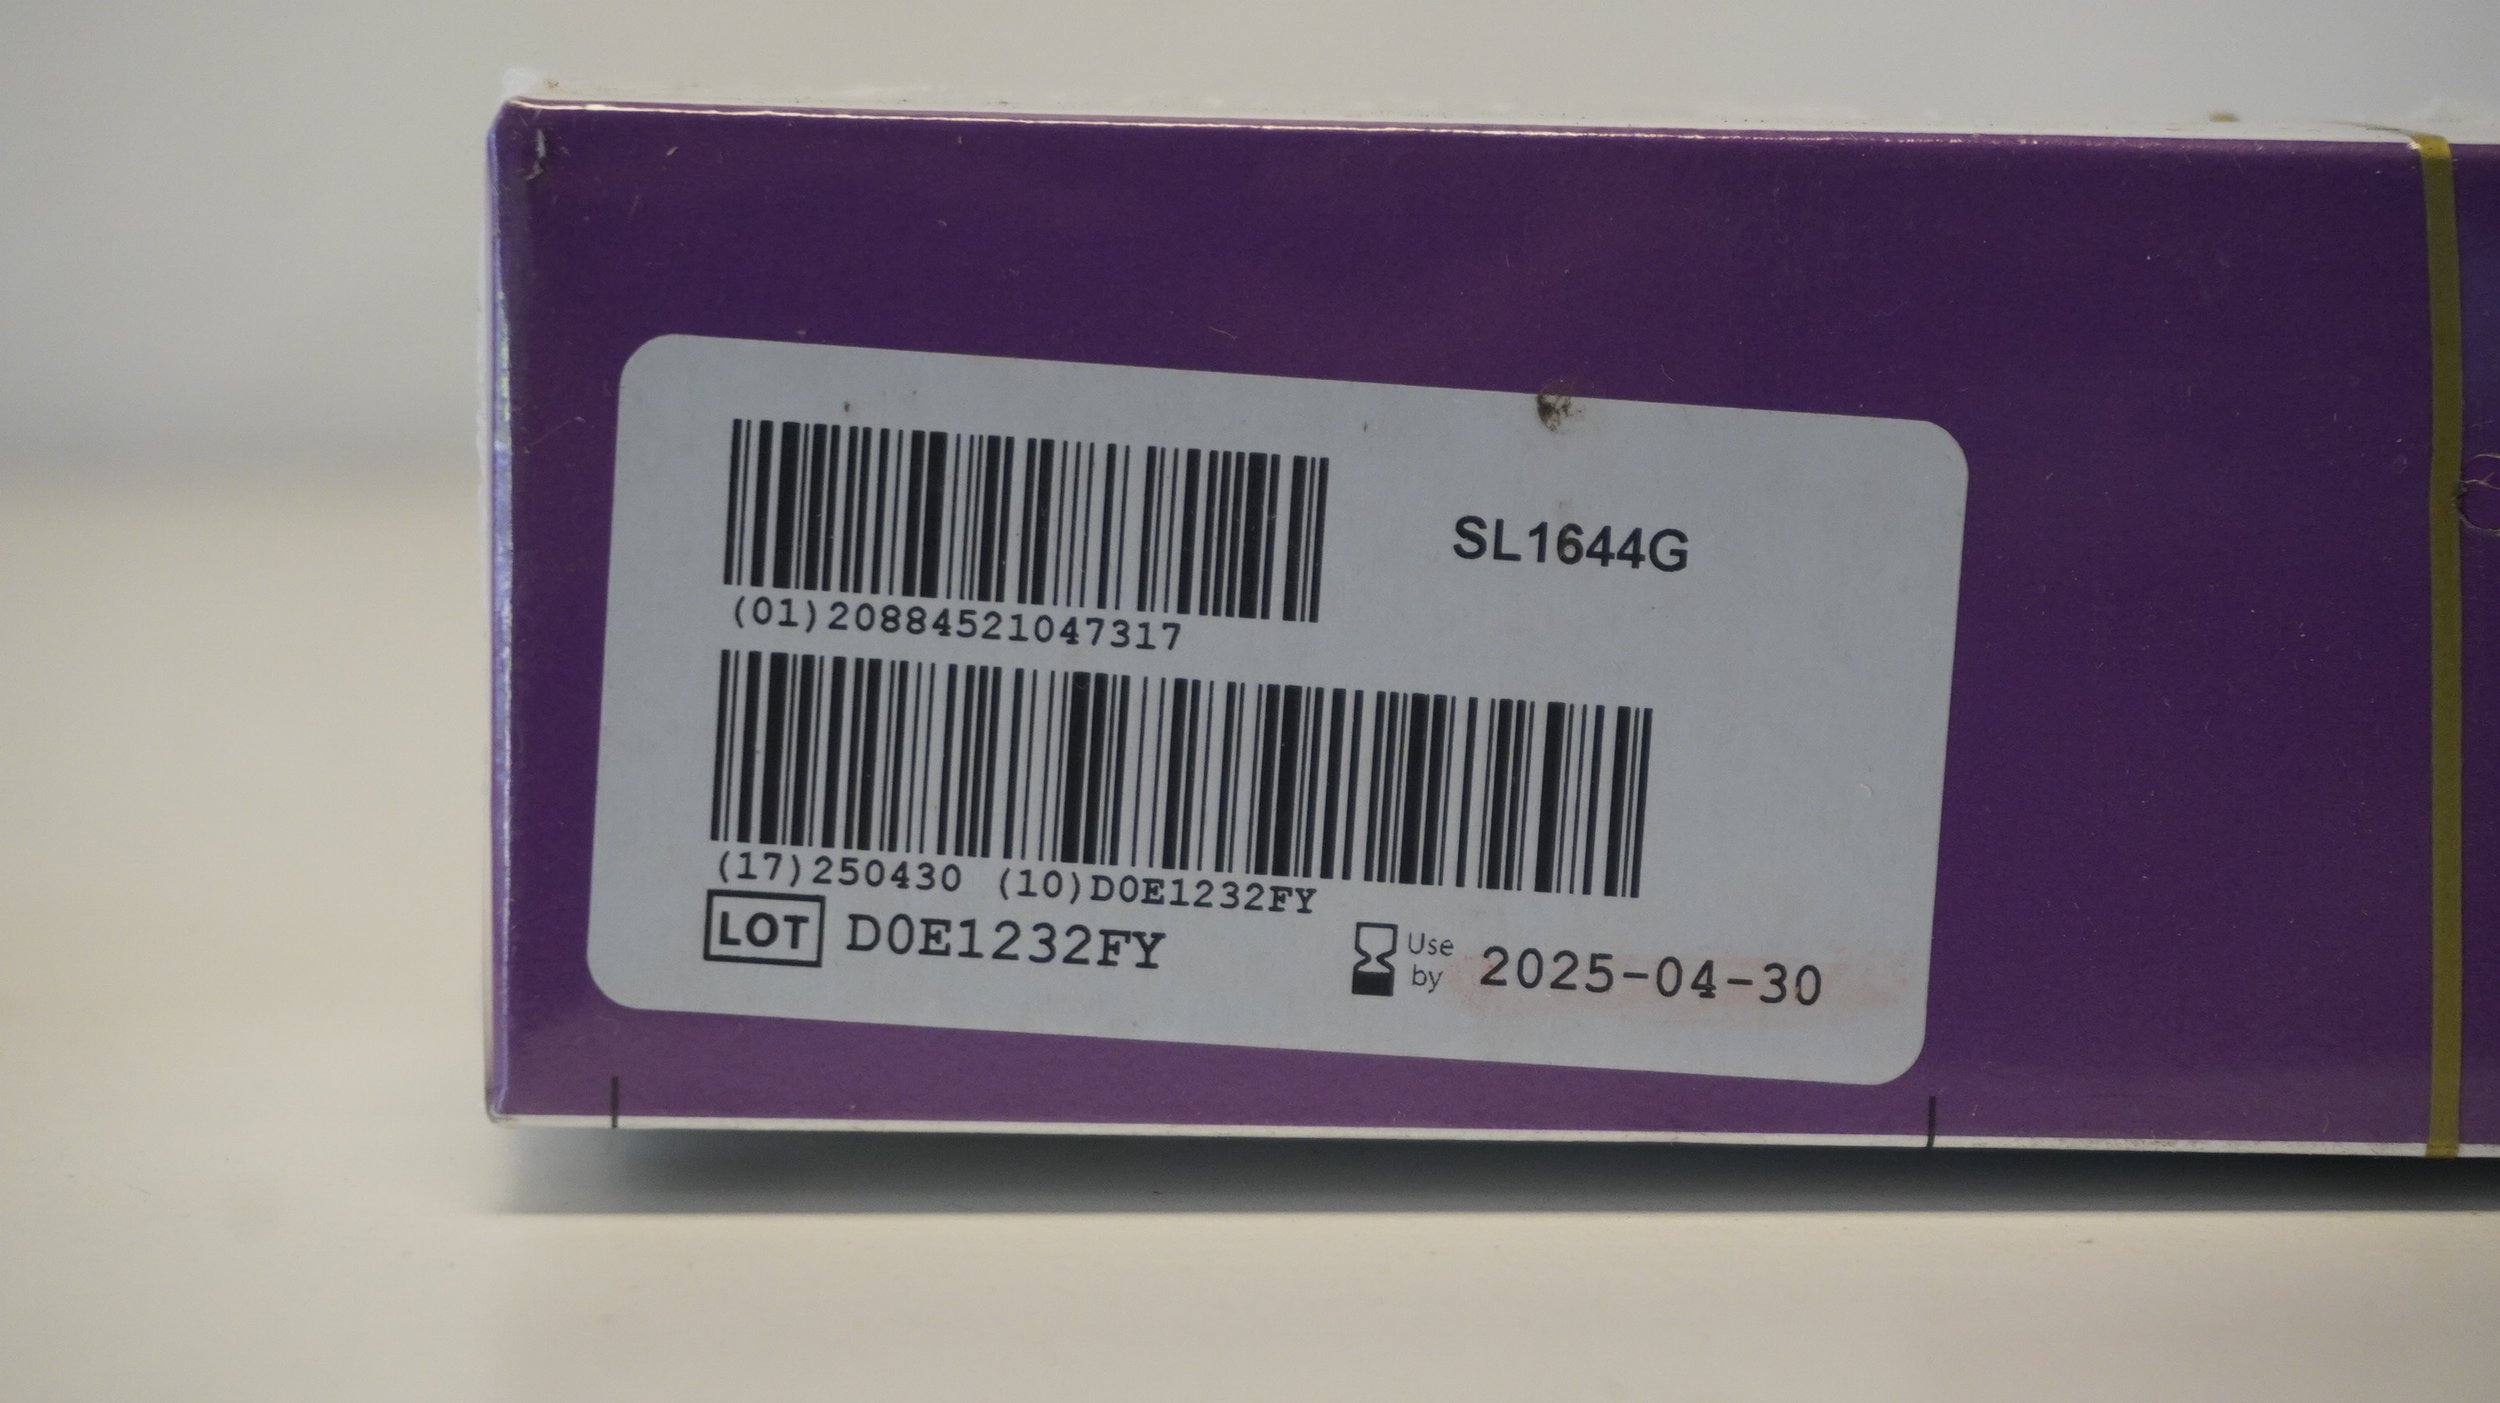 SL1644G
(01)20884521047317
(17)250430 (10)D0E1232FY
LOT D0E1232FY
Use by 2025-04-30